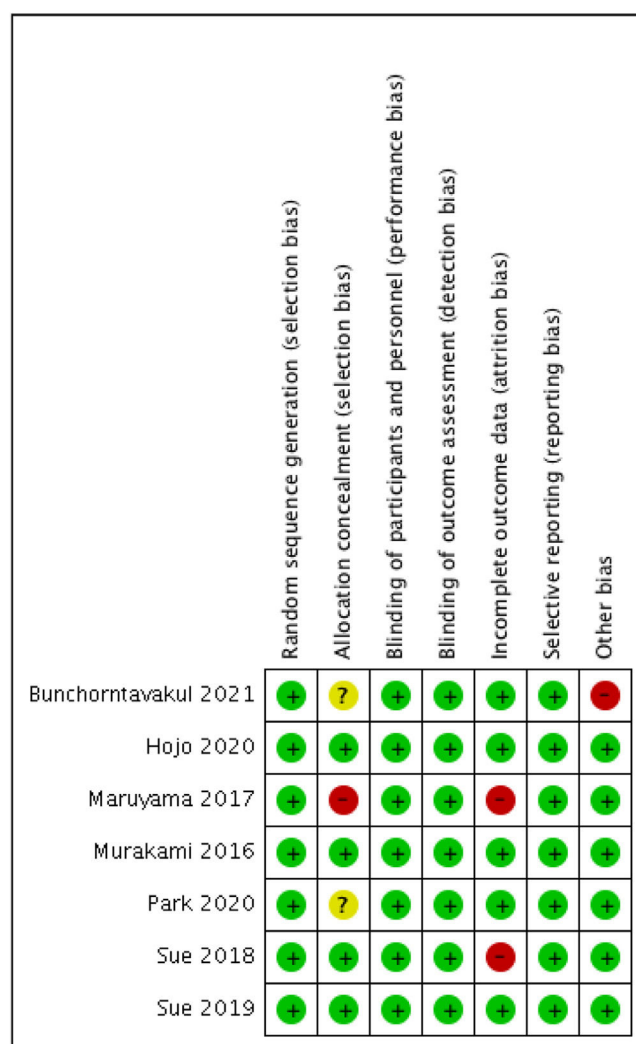 Random sequence generation (selection bias)
Allocation concealment (selection bias)
Blinding of participants and personnel (performance bias)
Blinding of outcome assessment (detection bias)
Incomplete outcome data (attrition bias)
Selective reporting (reporting bias)
Other bias
Bunchorntavakul 2021 + ? + + + + -
Hojo 2020 + + + + + + +
Maruyama 2017 + - + + - + +
Murakami 2016 + + + + + + +
Park 2020 + ? + + + + +
Sue 2018 + + + + - + +
Sue 2019 + + + + + + +